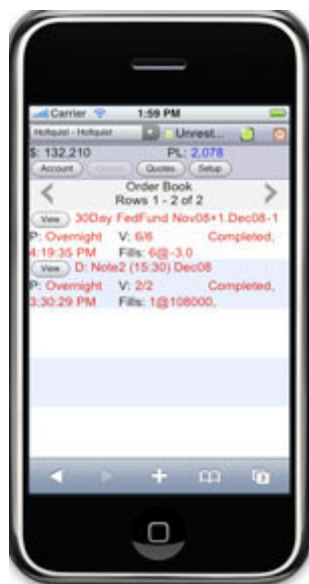 Carrier 1:59 PM
Holtquist - Holtquist Unrest...
$: 132,210 PL: 2,078
Account Quotes Setup
Order Book
Rows 1 - 2 of 2
View 30Day FedFund Nov08+1.Dec08-1
P: Overnight V: 6/6 Completed,
4:19:35 PM Fills: 6@-3.0
View D: Note2 (15:30) Dec08
P: Overnight V: 2/2 Completed,
3:30:29 PM Fills: 1@108000,